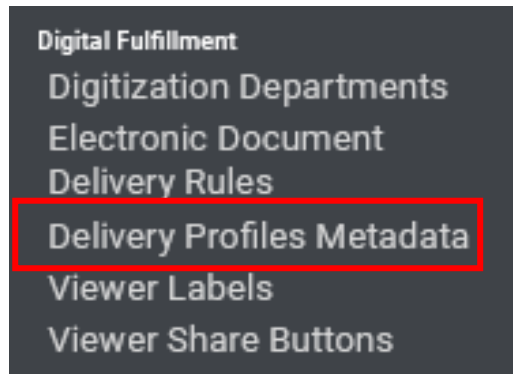 Digital Fulfillment
Digitization Departments
Electronic Document
Delivery Rules
Delivery Profiles Metadata
Viewer Labels
Viewer Share Buttons